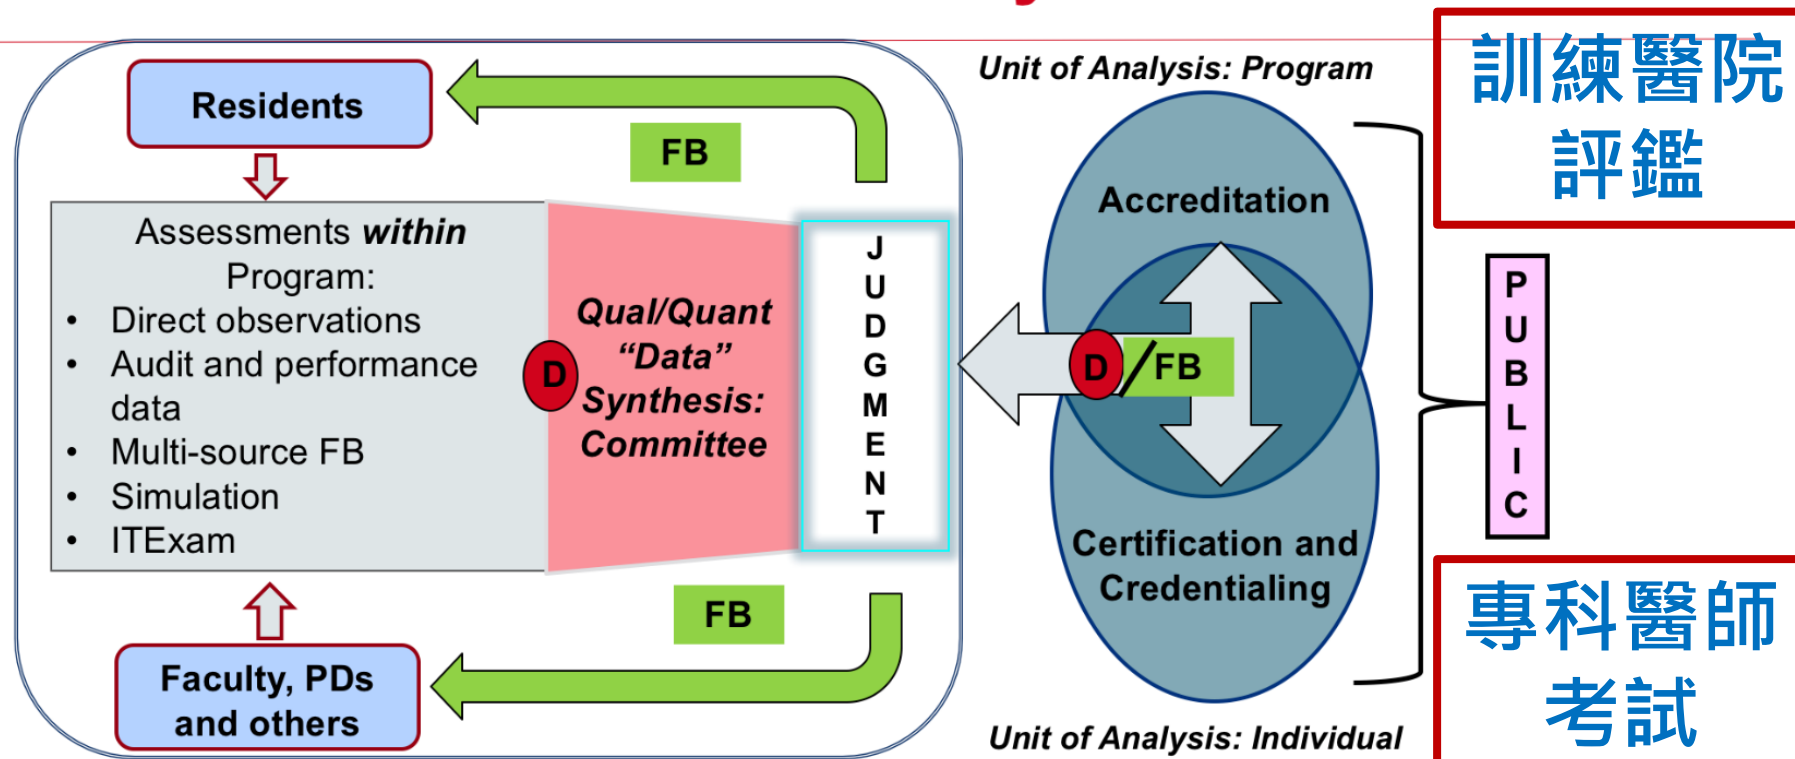 Residents
FB
Assessments within
Program:
• Direct observations
• Audit and performance
data
• Multi-source FB
• Simulation
• ITExam
D
Qual/Quant
“Data”
Synthesis:
Committee
J
U
D
G
M
E
N
T
FB
Faculty, PDs
and others
Unit of Analysis: Program
Accreditation
D/FB
Certification and
Credentialing
Unit of Analysis: Individual
P
U
B
L
I
C
訓練醫院
評鑑
專科醫師
考試